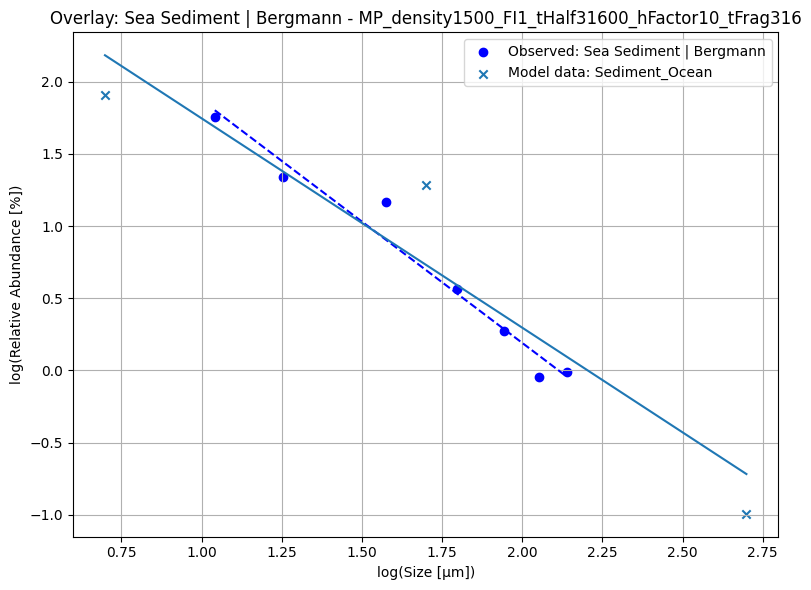 Overlay: Sea Sediment | Bergmann - MP_density1500_FI1_tHalf31600_hFactor10_tFrag316
Observed: Sea Sediment | Bergmann
Model data: Sediment_Ocean
log(Relative Abundance [%])
2.0
1.5
1.0
0.5
0.0
−0.5
−1.0
0.75 1.00 1.25 1.50 1.75 2.00 2.25 2.50 2.75
log(Size [µm])